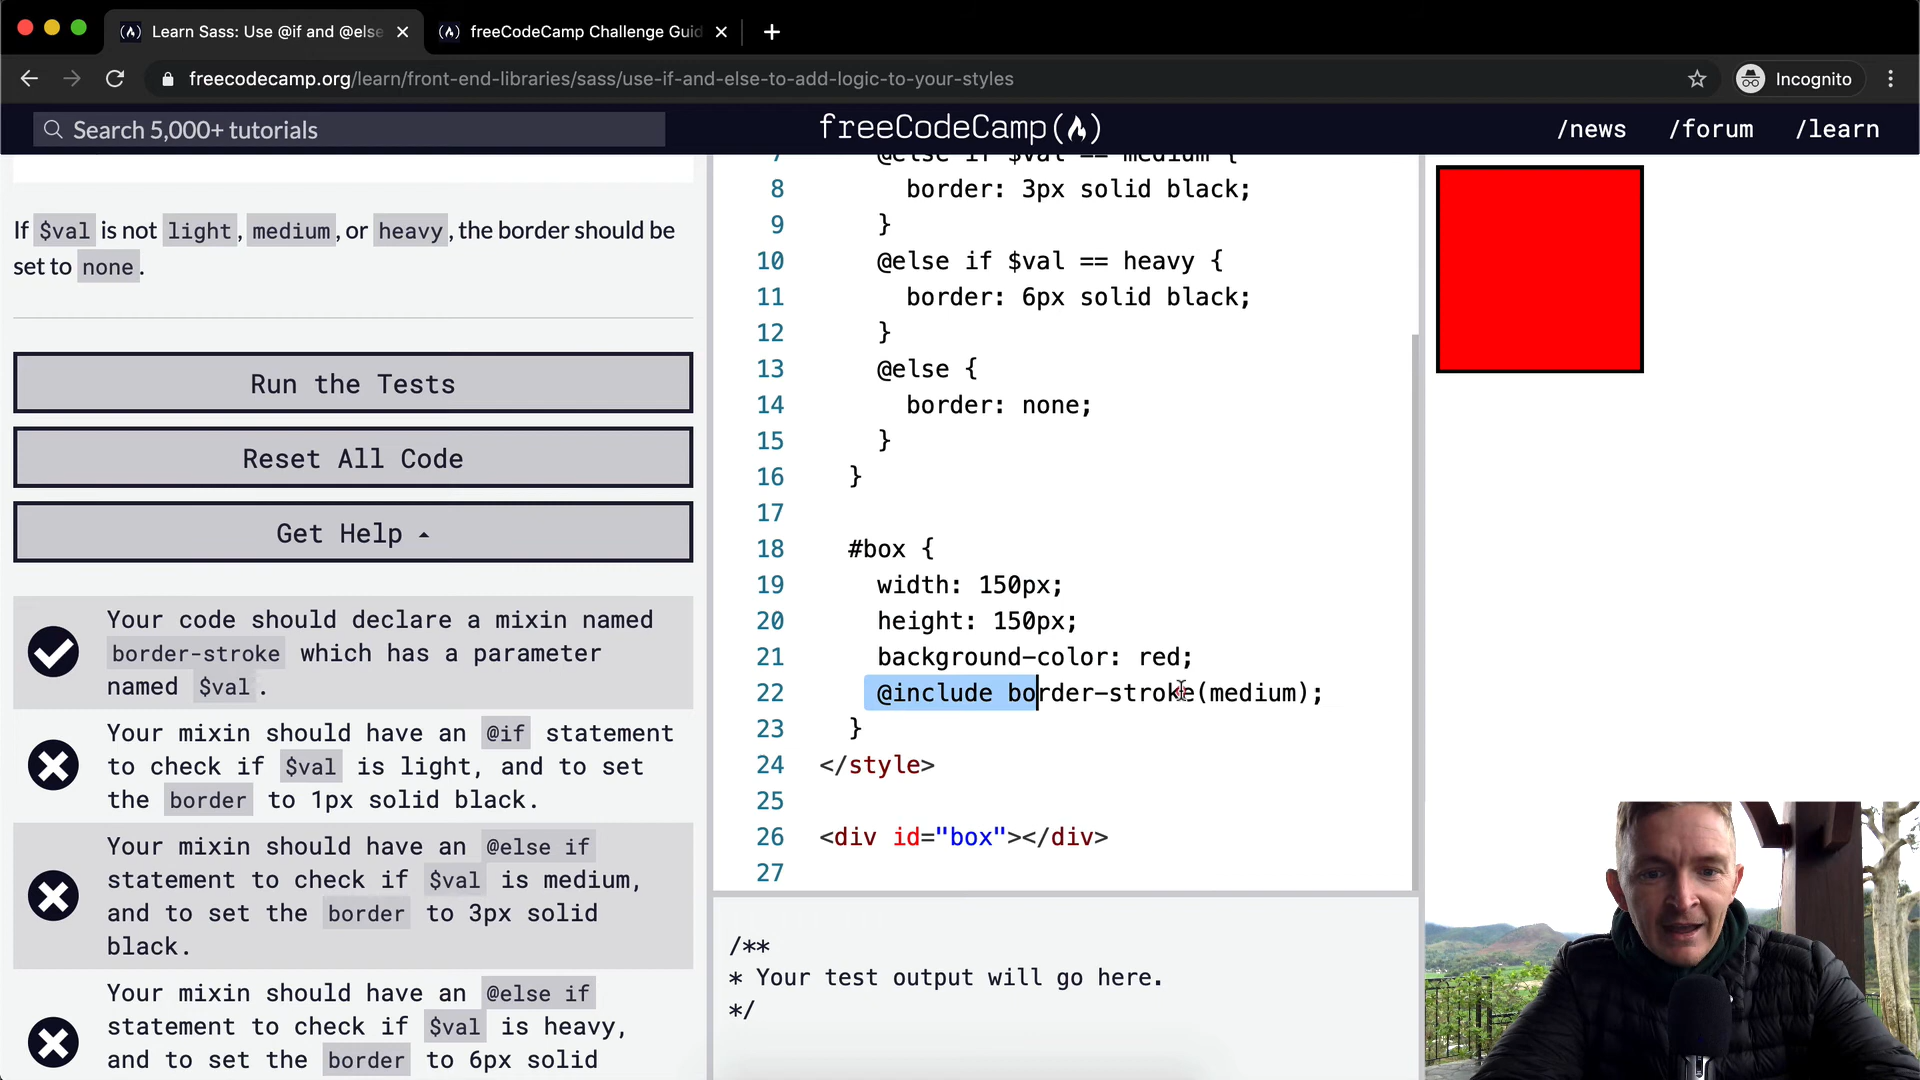 Learn Sass: Use @if and @else
freeCodeCamp Challenge Guid
freecodecamp.org/learn/front-end-libraries/sass/use-if-and-else-to-add-logic-to-your-styles
Incognito
Search 5,000+ tutorials
freeCodeCamp
/news
/forum
/learn
If $val is not light, medium, or heavy, the border should be
set to none.
Run the Tests
Reset All Code
Get Help
Your code should declare a mixin named
border-stroke which has a parameter
named $val.
Your mixin should have an @if statement
to check if $val is light, and to set
the border to 1px solid black.
Your mixin should have an @else if
statement to check if $val is medium,
and to set the border to 3px solid
black.
Your mixin should have an @else if
statement to check if $val is heavy,
and to set the border to 6px solid
7 @else if $val == medium {
8 border: 3px solid black;
9 }
10 @else if $val == heavy {
11 border: 6px solid black;
12 }
13 @else {
14 border: none;
15 }
16 }
17
18 #box {
19 width: 150px;
20 height: 150px;
21 background-color: red;
22 @include border-stroke(medium);
23 }
24 </style>
25
26 <div id="box"></div>
27
/**
* Your test output will go here.
*/